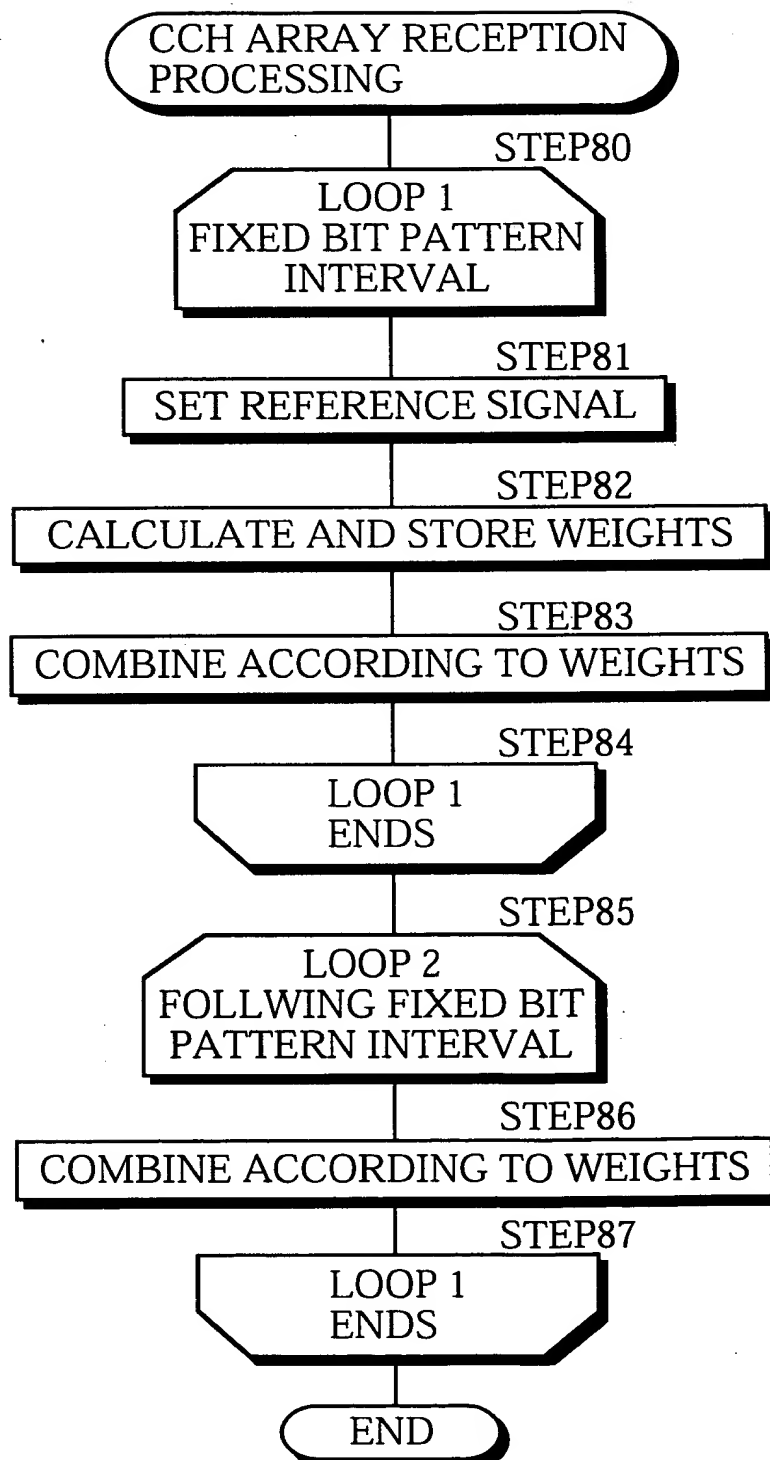 CCH ARRAY RECEPTION
PROCESSING
STEP80
LOOP 1
FIXED BIT PATTERN
INTERVAL
STEP81
SET REFERENCE SIGNAL
STEP82
CALCULATE AND STORE WEIGHTS
STEP83
COMBINE ACCORDING TO WEIGHTS
STEP84
LOOP 1
ENDS
STEP85
LOOP 2
FOLLWING FIXED BIT
PATTERN INTERVAL
STEP86
COMBINE ACCORDING TO WEIGHTS
STEP87
LOOP 1
ENDS
END